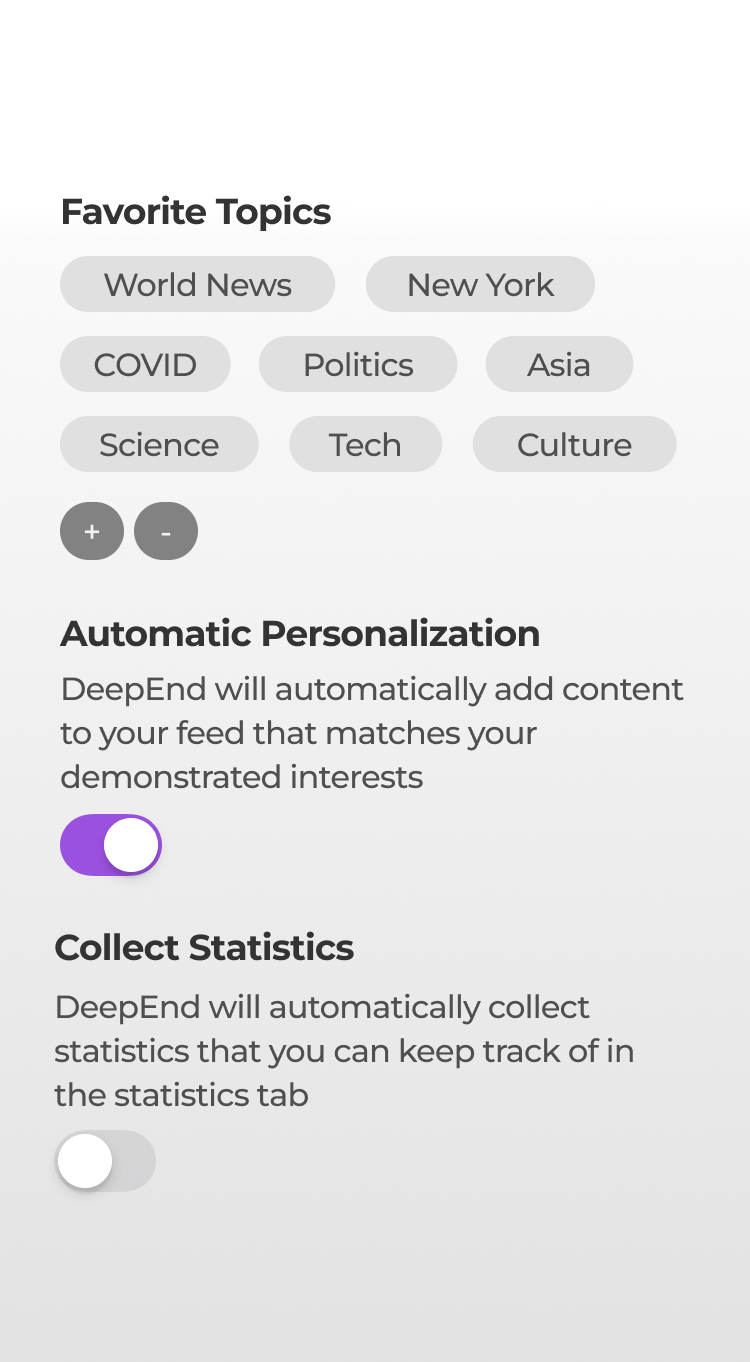 Favorite Topics
World News New York
COVID Politics Asia
Science Tech Culture
+ -
Automatic Personalization
DeepEnd will automatically add content
to your feed that matches your
demonstrated interests
Collect Statistics
DeepEnd will automatically collect
statistics that you can keep track of in
the statistics tab